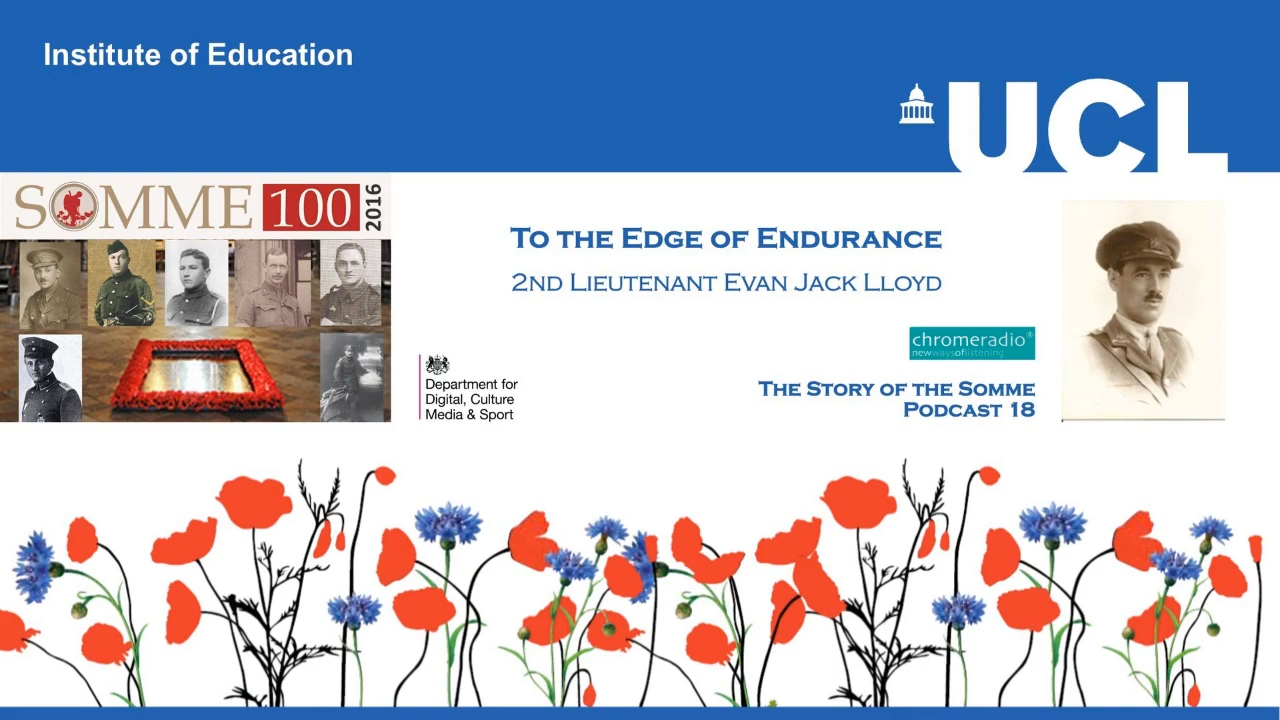 Institute of Education
UCL
SOMME 100 2016
TO THE EDGE OF ENDURANCE
2ND LIEUTENANT EVAN JACK LLOYD
chromeradio®
newwaysoflistening
Department for
Digital, Culture
Media & Sport
THE STORY OF THE SOMME
PODCAST 18